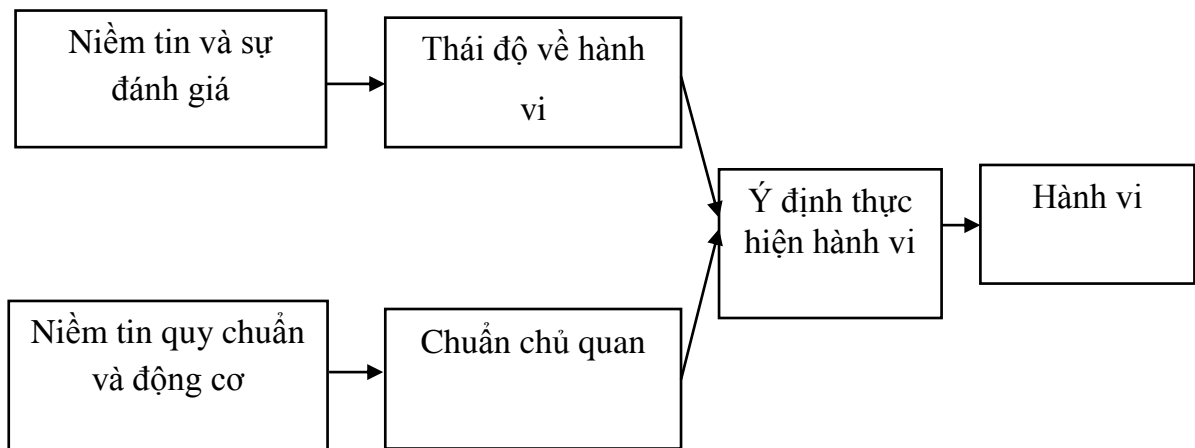 Niềm tin và sự
đánh giá
Thái độ về hành
vi
Ý định thực
hiện hành vi
Hành vi
Niềm tin quy chuẩn
và động cơ
Chuẩn chủ quan